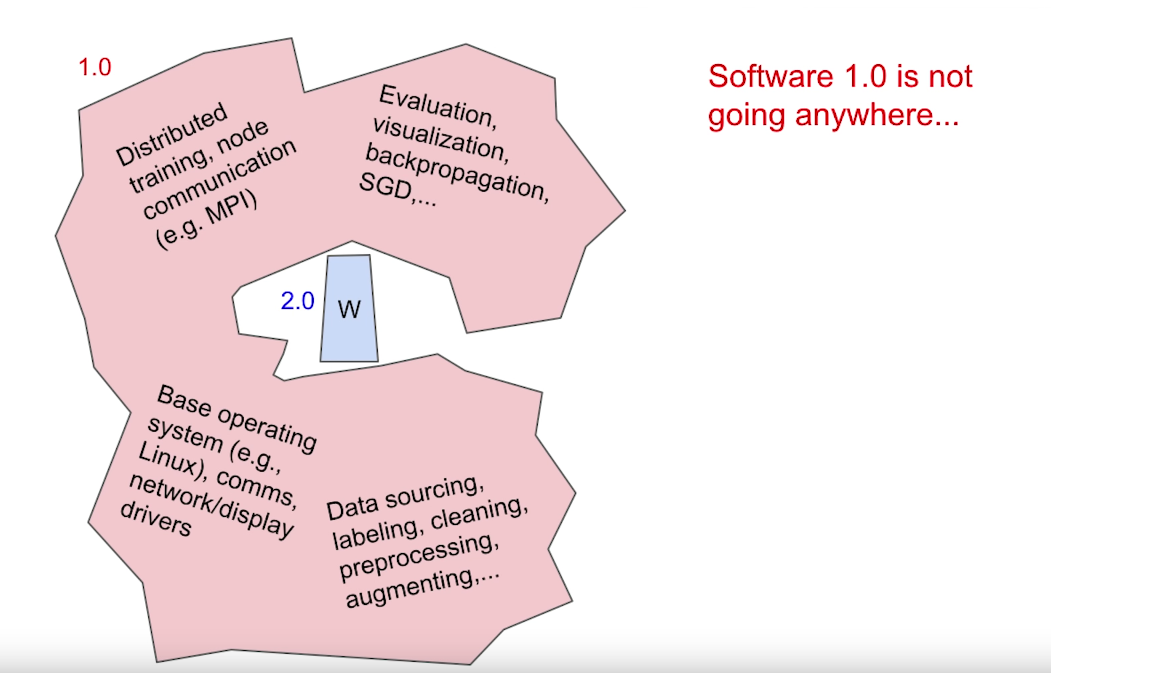 1.0
Distributed
training, node
communication
(e.g. MPI)
Evaluation,
visualization,
backpropagation,
SGD,...
Software 1.0 is not
going anywhere...
2.0
W
Base operating
system (e.g.,
Linux), comms,
network/display
drivers
Data sourcing,
labeling, cleaning,
preprocessing,
augmenting,...